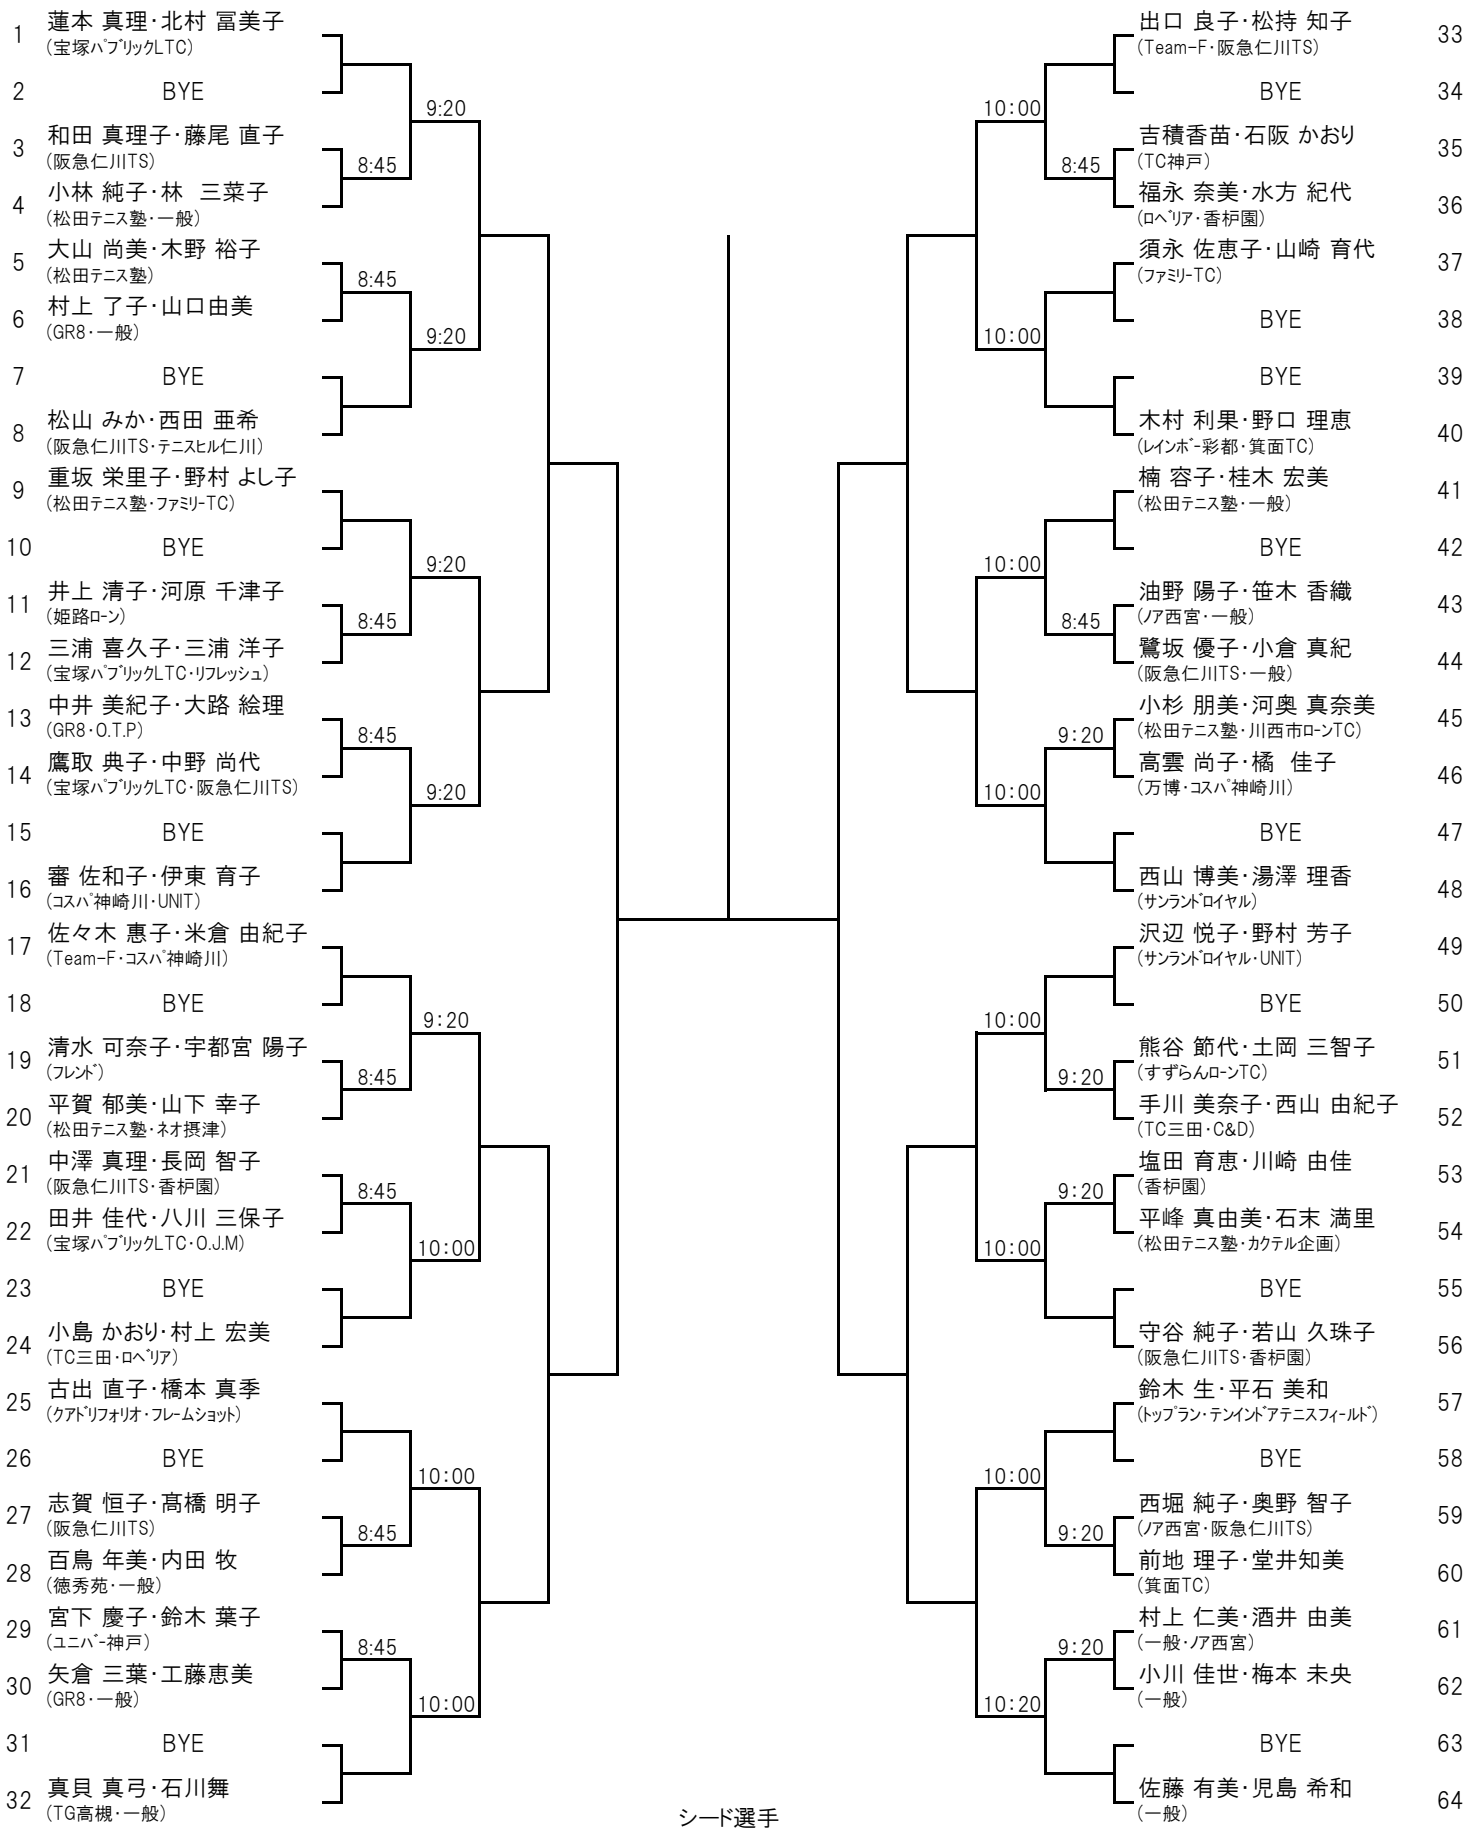 1 蓮本 真理・北村 冨美子
(宝塚ﾊﾟﾌﾞﾘｯｸLTC)
2 BYE
9:20
3 和田 真理子・藤尾 直子
(阪急仁川TS)
8:45
4 小林 純子・林 三菜子
(松田テニス塾・一般)
5 大山 尚美・木野 裕子
(松田テニス塾)
8:45
6 村上 了子・山口由美
(GR8・一般)
9:20
7 BYE
8 松山 みか・西田 亜希
(阪急仁川TS・テニスヒル仁川)
9 重坂 栄里子・野村 よし子
(松田テニス塾・ファミリｰTC)
10 BYE
9:20
11 井上 清子・河原 千津子
(姫路ローン)
8:45
12 三浦 喜久子・三浦 洋子
(宝塚ﾊﾟﾌﾞﾘｯｸLTC・リフレッシュ)
13 中井 美紀子・大路 絵理
(GR8・O.T.P)
8:45
14 鷹取 典子・中野 尚代
(宝塚ﾊﾟﾌﾞﾘｯｸLTC・阪急仁川TS)
9:20
15 BYE
16 審 佐和子・伊東 育子
(コスﾊﾟ神崎川・UNIT)
17 佐々木 惠子・米倉 由紀子
(Team-F・コスﾊﾟ神崎川)
18 BYE
9:20
19 清水 可奈子・宇都宮 陽子
(フレンド)
8:45
20 平賀 郁美・山下 幸子
(松田テニス塾・ネオ摂津)
21 中澤 真理・長岡 智子
(阪急仁川TS・香枦園)
8:45
22 田井 佳代・八川 三保子
(宝塚ﾊﾟﾌﾞﾘｯｸLTC・O.J.M)
10:00
23 BYE
24 小島 かおり・村上 宏美
(TC三田・ロペリア)
25 古出 直子・橋本 真季
(クアドリフォリオ・フレームショット)
26 BYE
10:00
27 志賀 恒子・髙橋 明子
(阪急仁川TS)
8:45
28 百鳥 年美・内田 牧
(徳秀苑・一般)
29 宮下 慶子・鈴木 葉子
(ユニバｰ神戸)
8:45
30 矢倉 三葉・工藤恵美
(GR8・一般)
10:00
31 BYE
32 真貝 真弓・石川舞
(TG高槻・一般)
出口 良子・松持 知子 33
(Team-F・阪急仁川TS)
BYE 34
10:00
吉積香苗・石阪 かおり 35
(TC神戸)
8:45
福永 奈美・水方 紀代 36
(ロペリア・香枦園)
須永 佐恵子・山崎 育代 37
(ファミリｰTC)
BYE 38
10:00
BYE 39
木村 利果・野口 理恵 40
(レインボｰ彩都・箕面TC)
楠 容子・桂木 宏美 41
(松田テニス塾・一般)
BYE 42
10:00
油野 陽子・笹木 香織 43
(ノア西宮・一般)
8:45
鷺坂 優子・小倉 真紀 44
(阪急仁川TS・一般)
小杉 朋美・河奥 真奈美 45
(松田テニス塾・川西市ローンTC)
9:20
高雲 尚子・橘 佳子 46
(万博・コスﾊﾟ神崎川)
10:00
BYE 47
西山 博美・湯澤 理香 48
(サンランドロイヤル)
沢辺 悦子・野村 芳子 49
(サンランドロイヤル・UNIT)
BYE 50
10:00
熊谷 節代・土岡 三智子 51
(すずらんローンTC)
9:20
手川 美奈子・西山 由紀子 52
(TC三田・C&D)
塩田 育恵・川崎 由佳 53
(香枦園)
9:20
平峰 真由美・石末 満里 54
(松田テニス塾・カクテル企画)
10:00
BYE 55
守谷 純子・若山 久珠子 56
(阪急仁川TS・香枦園)
鈴木 生・平石 美和 57
(トップラン・テンインドアテニスフィールド)
BYE 58
10:00
西堀 純子・奥野 智子 59
(ノア西宮・阪急仁川TS)
9:20
前地 理子・堂井知美 60
(箕面TC)
村上 仁美・酒井 由美 61
(一般・ノア西宮)
9:20
小川 佳世・梅本 未央 62
(一般)
10:20
BYE 63
佐藤 有美・児島 希和 64
(一般)
シード選手